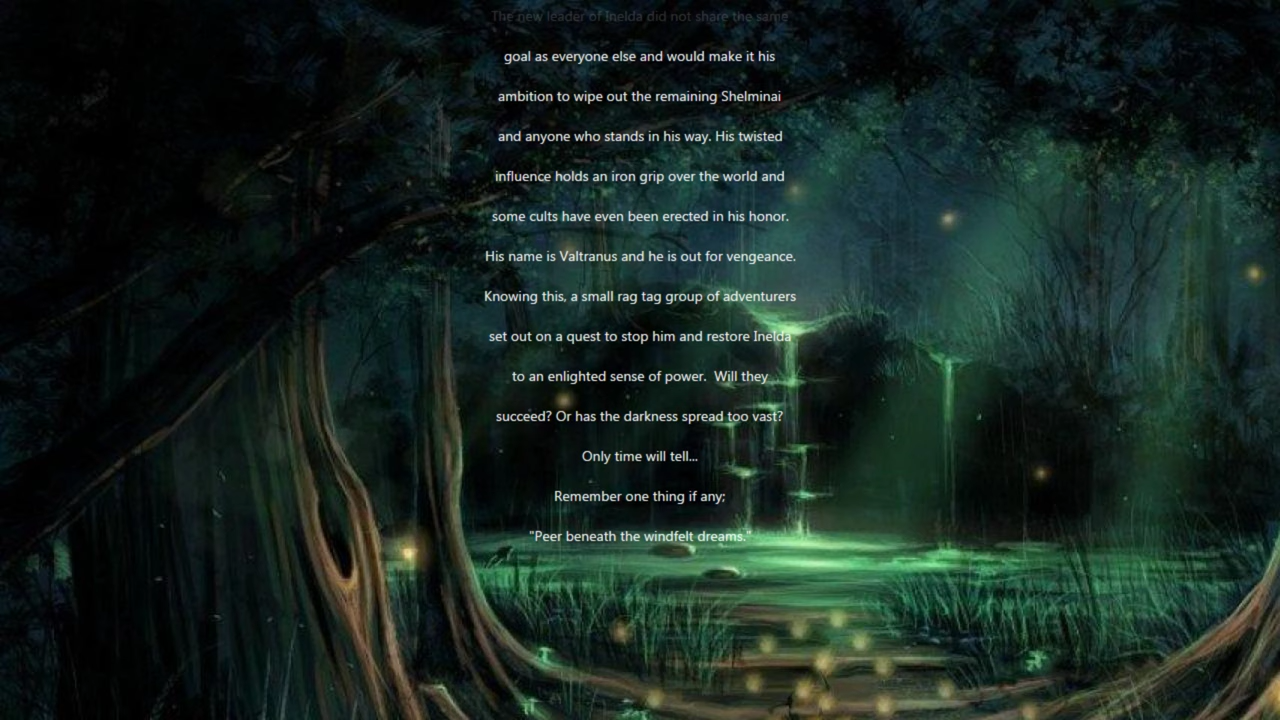 The new leader of Inelda did not share the same
goal as everyone else and would make it his
ambition to wipe out the remaining Shelminai
and anyone who stands in his way. His twisted
influence holds an iron grip over the world and
some cults have even been erected in his honor.
His name is Valtranus and he is out for vengeance.
Knowing this, a small rag tag group of adventurers
set out on a quest to stop him and restore Inelda
to an enlighted sense of power.  Will they
succeed? Or has the darkness spread too vast?
Only time will tell...
Remember one thing if any;
"Peer beneath the windfelt dreams."